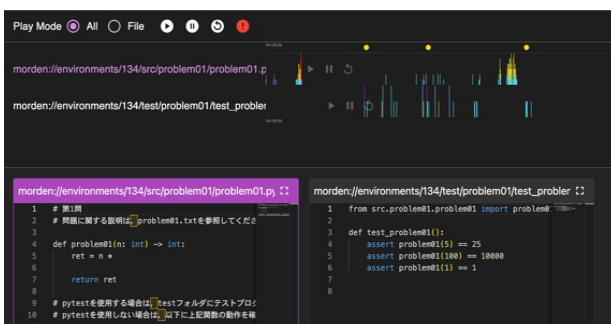 Play Mode All File
morden://environments/134/src/problem01/problem01.p
morden://environments/134/test/problem01/test_probler
morden://environments/134/src/problem01/problem01.py
1 # 第1問
2 # 問題に関する説明は、problem01.txtを参照してくださ
3
4 def problem01(n: int) -> int:
5 ret = n *
6
7 return ret
8
9 # pytestを使用する場合は、testフォルダにテストプログ
10 # pytestを使用しない場合は、以下に上記関数の動作を確
morden://environments/134/test/problem01/test_probler
1 from src.problem01.problem01 import problem0
2
3 def test_problem01():
4 assert problem01(5) == 25
5 assert problem01(100) == 10000
6 assert problem01(1) == 1
7
8